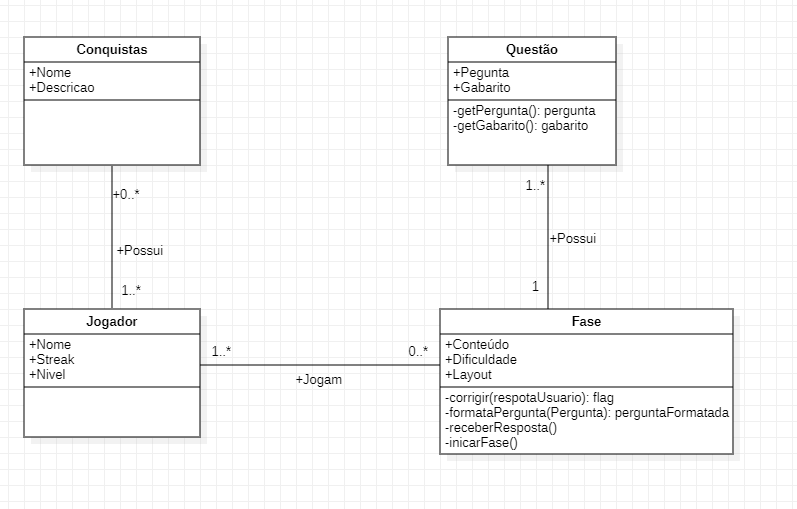 Conquistas
+Nome
+Descricao
Questão
+Pegunta
+Gabarito
-getPergunta(): pergunta
-getGabarito(): gabarito
+0..*
+Possui
1..*
1..*
+Possui
1
Jogador
+Nome
+Streak
+Nivel
1..*
0..*
+Jogam
Fase
+Conteúdo
+Dificuldade
+Layout
-corrigir(respotaUsuario): flag
-formataPergunta(Pergunta): perguntaFormatada
-receberResposta()
-inicarFase()